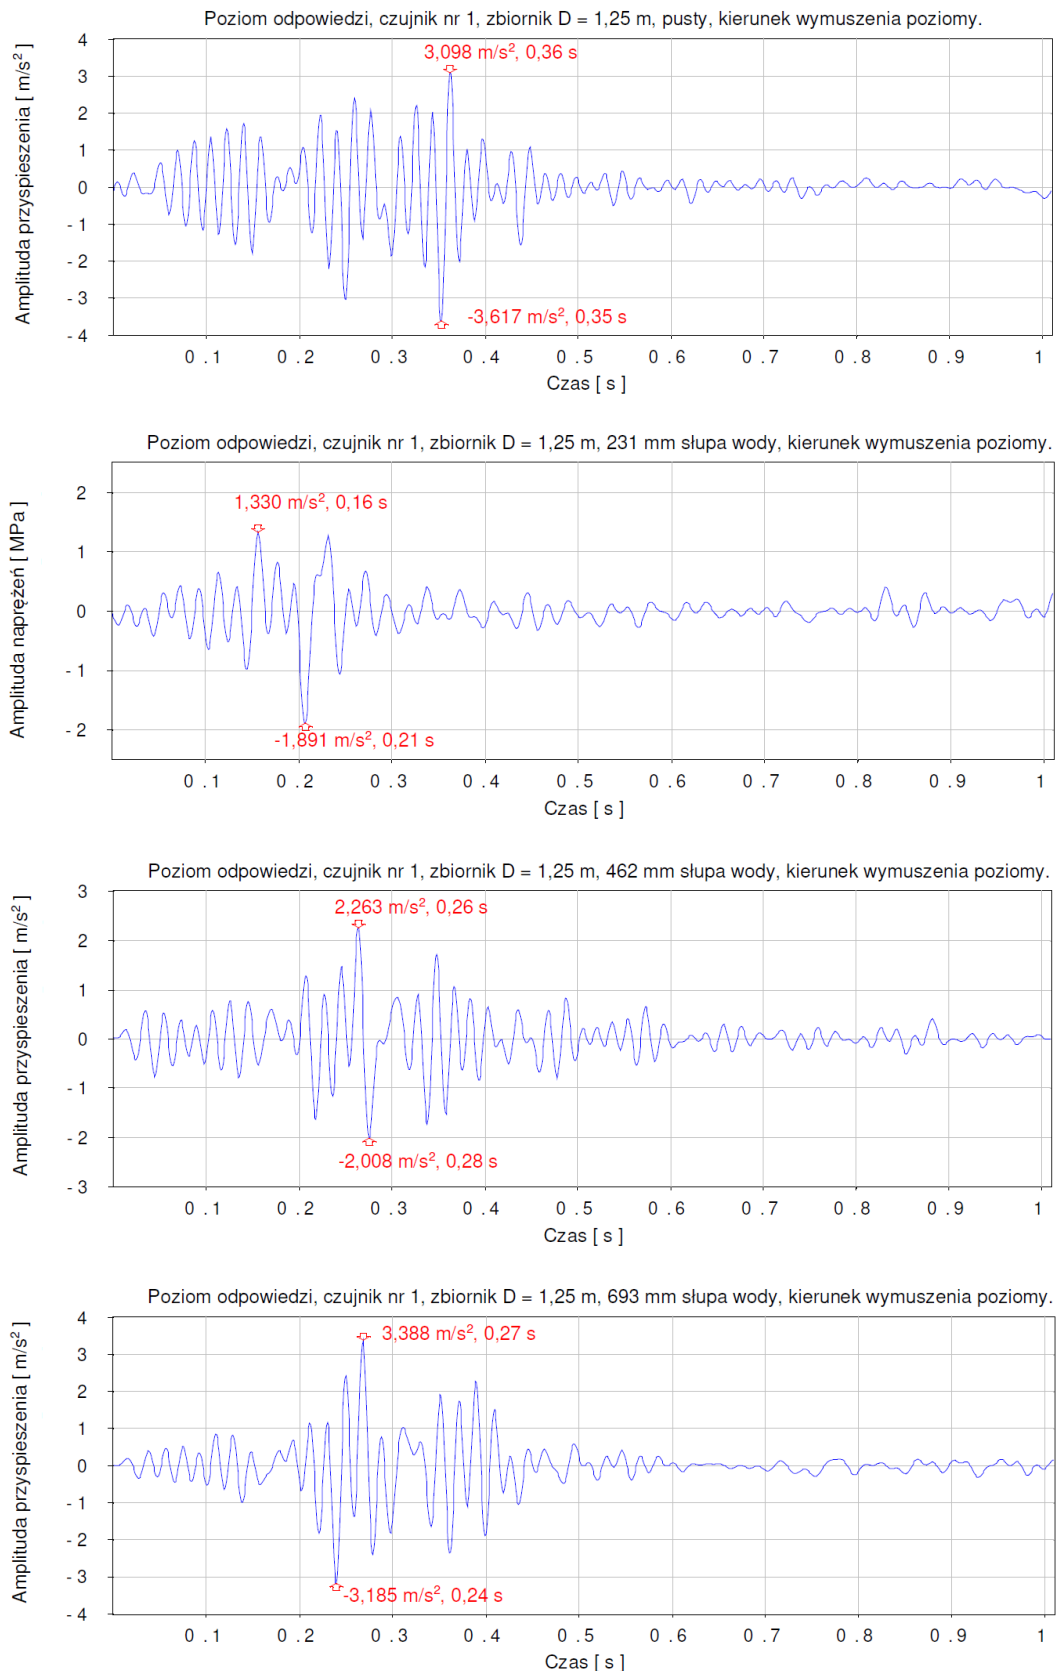 Poziom odpowiedzi, czujnik nr 1, zbiornik D = 1,25 m, pusty, kierunek wymuszenia poziomy.
Amplituda przyspieszenia [ m/s² ]
4
3
2
1
0
- 1
- 2
- 3
- 4
3,098 m/s², 0,36 s
-3,617 m/s², 0,35 s
0 . 1 0 . 2 0 . 3 0 . 4 0 . 5 0 . 6 0 . 7 0 . 8 0 . 9 1
Czas [ s ]
Poziom odpowiedzi, czujnik nr 1, zbiornik D = 1,25 m, 231 mm słupa wody, kierunek wymuszenia poziomy.
Amplituda naprężeń [ MPa ]
2
1
0
- 1
- 2
1,330 m/s², 0,16 s
-1,891 m/s², 0,21 s
0 . 1 0 . 2 0 . 3 0 . 4 0 . 5 0 . 6 0 . 7 0 . 8 0 . 9 1
Czas [ s ]
Poziom odpowiedzi, czujnik nr 1, zbiornik D = 1,25 m, 462 mm słupa wody, kierunek wymuszenia poziomy.
Amplituda przyspieszenia [ m/s² ]
3
2
1
0
- 1
- 2
- 3
2,263 m/s², 0,26 s
-2,008 m/s², 0,28 s
0 . 1 0 . 2 0 . 3 0 . 4 0 . 5 0 . 6 0 . 7 0 . 8 0 . 9 1
Czas [ s ]
Poziom odpowiedzi, czujnik nr 1, zbiornik D = 1,25 m, 693 mm słupa wody, kierunek wymuszenia poziomy.
Amplituda przyspieszenia [ m/s² ]
4
3
2
1
0
- 1
- 2
- 3
- 4
3,388 m/s², 0,27 s
-3,185 m/s², 0,24 s
0 . 1 0 . 2 0 . 3 0 . 4 0 . 5 0 . 6 0 . 7 0 . 8 0 . 9 1
Czas [ s ]